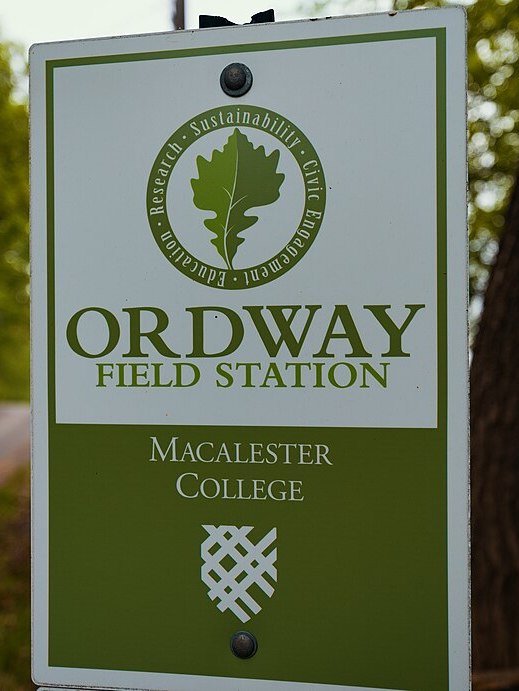 Research · Sustainability · Civic Engagement · Education ·
ORDWAY
FIELD STATION
MACALESTER
COLLEGE